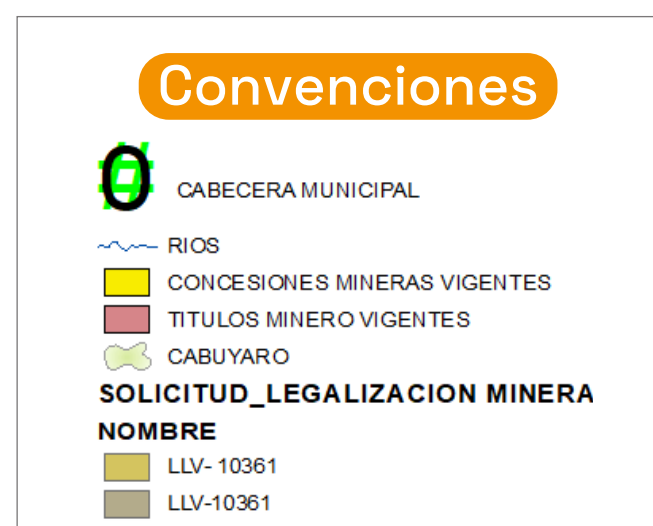 Convenciones
CABECERA MUNICIPAL
RIOS
CONCESIONES MINERAS VIGENTES
TITULOS MINERO VIGENTES
CABUYARO
SOLICITUD_LEGALIZACION MINERA
NOMBRE
LLV- 10361
LLV-10361